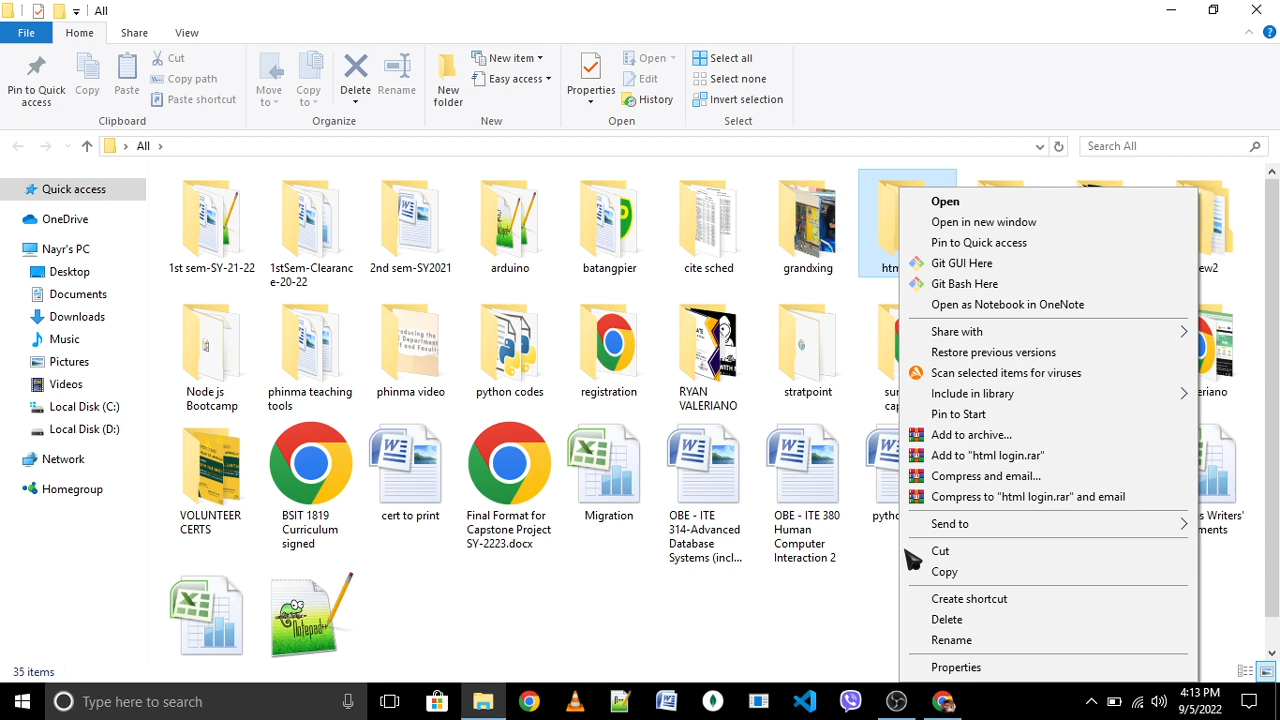 All
File
Home
Share
View
Pin to Quick
access
Copy
Paste
Cut
Copy path
Paste shortcut
Clipboard
Move
to
Copy
to
Delete
Rename
Organize
New
folder
New item
Easy access
New
Properties
Open
Edit
History
Open
Select all
Select none
Invert selection
Select
All
Search All
Quick access
OneDrive
Nayr's PC
Desktop
Documents
Downloads
Music
Pictures
Videos
Local Disk (C:)
Local Disk (D:)
Network
Homegroup
1st sem-SY-21-22
1stSem-Clearanc
e-20-22
2nd sem-SY2021
arduino
batangpier
cite sched
grandxing
Node js
Bootcamp
phinma teaching
tools
phinma video
python codes
registration
RYAN
VALERIANO
stratpoint
VOLUNTEER
CERTS
BSIT 1819
Curriculum
signed
cert to print
Final Format for
Capstone Project
SY-2223.docx
Migration
OBE - ITE
314-Advanced
Database
Systems (incl...
OBE - ITE 380
Human
Computer
Interaction 2
Notepad++
Open
Open in new window
Pin to Quick access
Git GUI Here
Git Bash Here
Open as Notebook in OneNote
Share with
Restore previous versions
Scan selected items for viruses
Include in library
Pin to Start
Add to archive...
Add to "html login.rar"
Compress and email...
Compress to "html login.rar" and email
Send to
Cut
Copy
Create shortcut
Delete
Rename
Properties
35 items
Type here to search
4:13 PM
9/5/2022